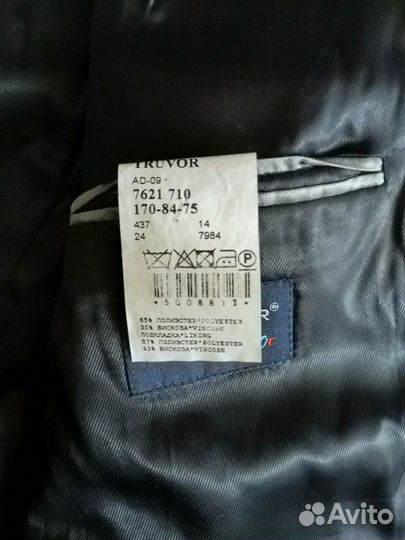 TRUVOR
AD-09
7621 710
170-84-75
437 14
24 7984
P
*5008813*
65% ПОЛИЭСТЕР*POLYESTER
35% ВИСКОЗА*VISCOSE
ПОДКЛАДКА*LINING
57% ПОЛИЭСТЕР*POLYESTER
43% ВИСКОЗА*VISCOSE
R®
Avito